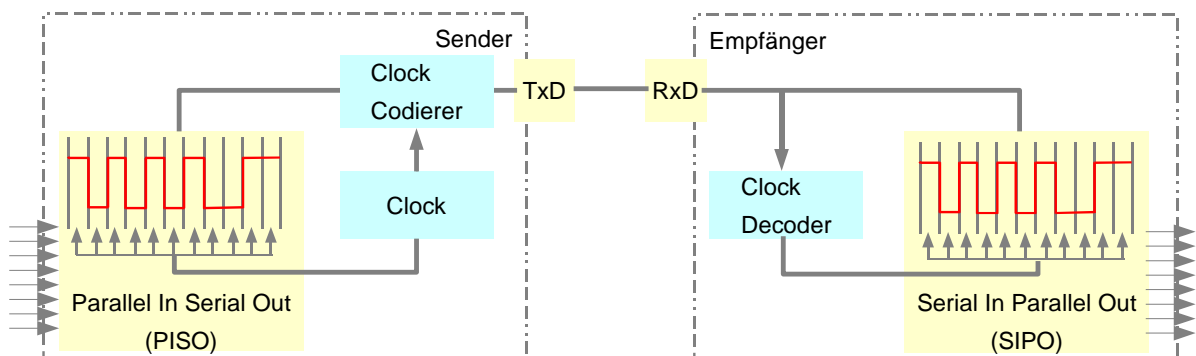 Sender
Empfänger
Clock
Codierer
TxD
RxD
Clock
Clock
Decoder
Parallel In Serial Out
(PISO)
Serial In Parallel Out
(SIPO)